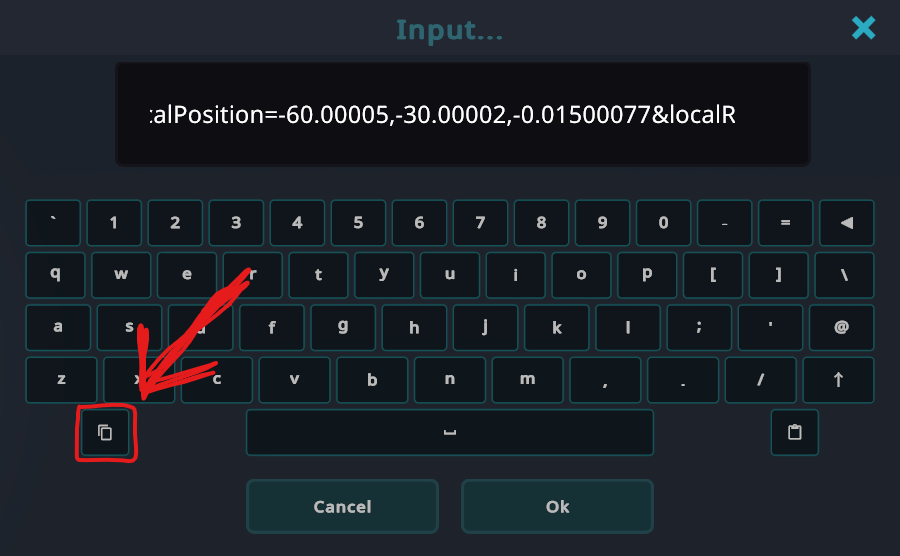 Input...
alPosition=-60.00005,-30.00002,-0.01500077&localR
` 1 2 3 4 5 6 7 8 9 0 - = ◀
q w e r t y u i o p [ ] \
a s d f g h j k l ; ' @
z x c v b n m , . / ↑
Cancel Ok